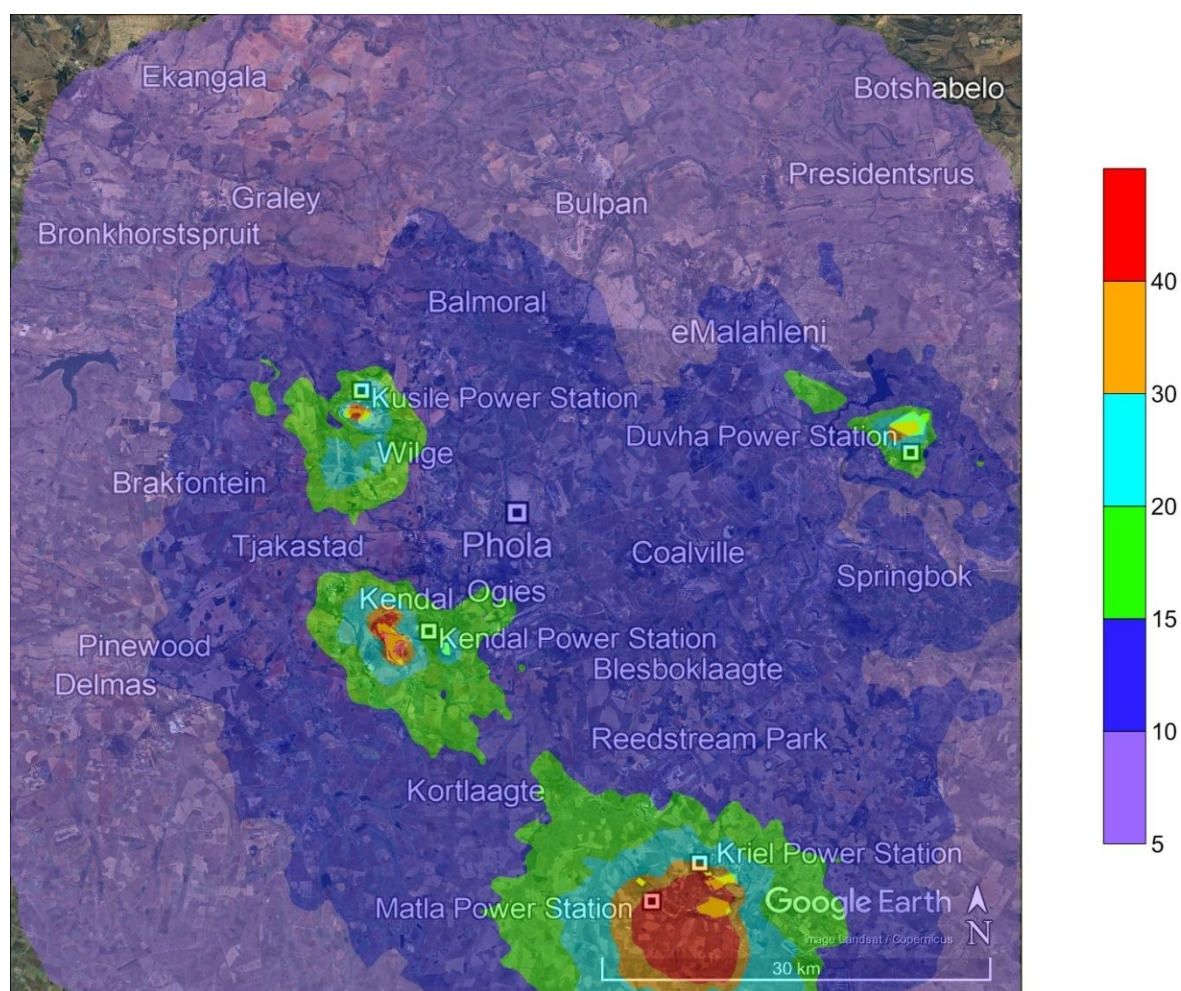 Ekangala
Botshabelo
Presidentsrus
Graley
Bulpan
Bronkhorstspruit
Balmoral
eMalahleni
Kusile Power Station
Duvha Power Station
Wilge
Brakfontein
Tjakastad
Phola
Coalville
Springbok
Kendal
Ogies
Kendal Power Station
Pinewood
Blesboklaagte
Delmas
Reedstream Park
Kortlaagte
Kriel Power Station
Matla Power Station
Google Earth
Image Landsat / Copernicus
N
30 km
40
30
20
15
10
5